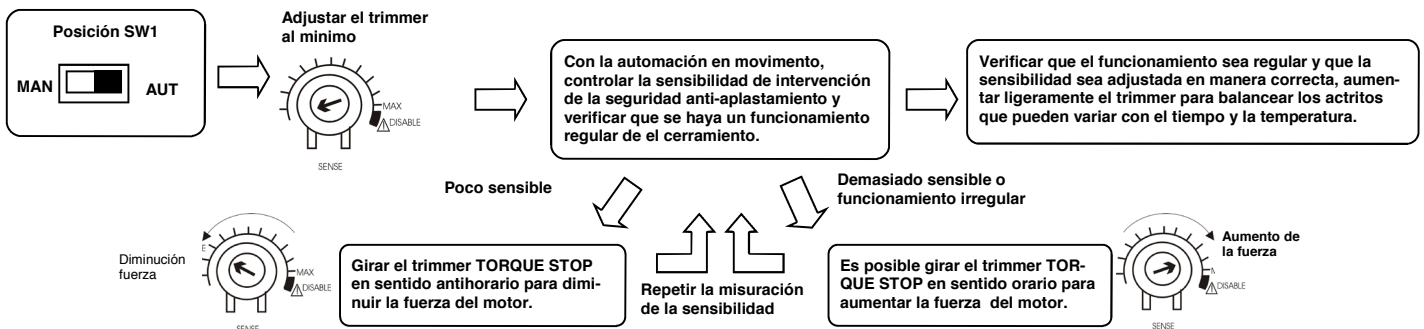 Posición SW1
MAN
AUT
Adjustar el trimmer
al minimo
MAX
DISABLE
SENSE
Con la automación en movimento,
controlar la sensibilidad de intervención
de la seguridad anti-aplastamiento y
verificar que se haya un funcionamiento
regular de el cerramiento.
Verificar que el funcionamiento sea regular y que la
sensibilidad sea adjustada en manera correcta, aumen-
tar ligeramente el trimmer para balancear los actritos
que pueden variar con el tiempo y la temperatura.
Poco sensible
Demasiado sensible o
funcionamiento irregular
Diminución
fuerza
E
MAX
DISABLE
SENSE
Girar el trimmer TORQUE STOP
en sentido antihorario para dimi-
nuir la fuerza del motor.
Repetir la misuración
de la sensibilidad
Es posible girar el trimmer TOR-
QUE STOP en sentido orario para
aumentar la fuerza del motor.
Aumento de
la fuerza
DISABLE
SENSE